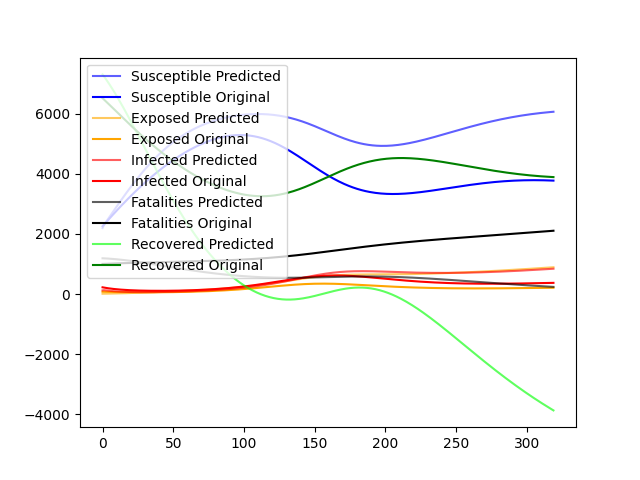 Susceptible Predicted
Susceptible Original
Exposed Predicted
Exposed Original
Infected Predicted
Infected Original
Fatalities Predicted
Fatalities Original
Recovered Predicted
Recovered Original
6000
4000
2000
0
−2000
−4000
0 50 100 150 200 250 300